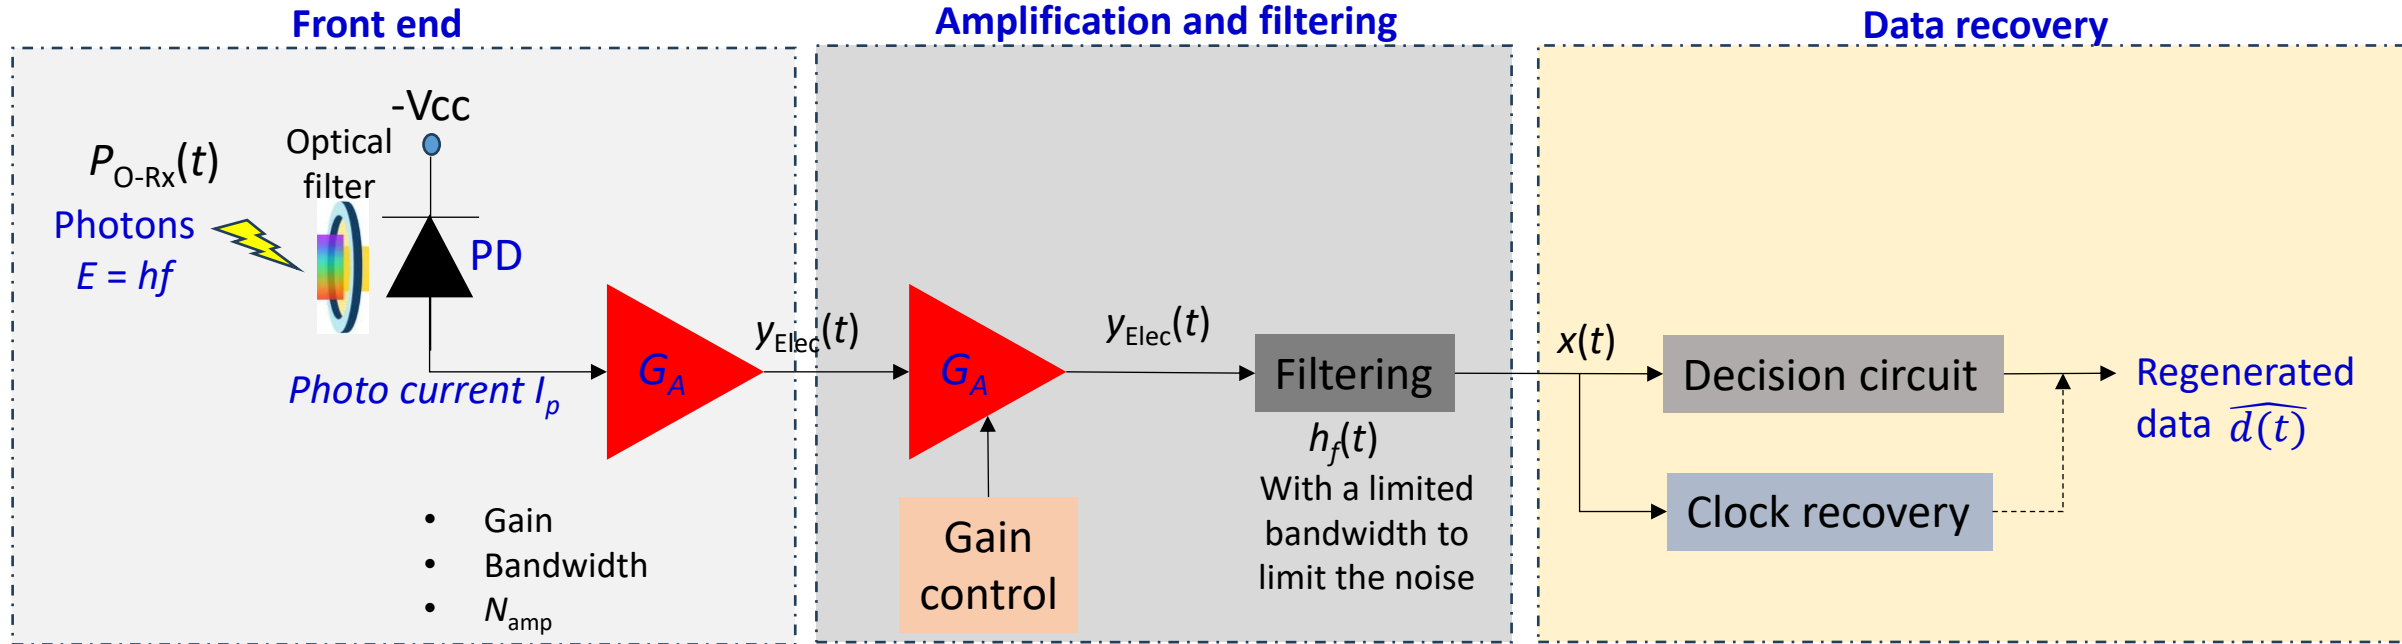 Front end
Amplification and filtering
Data recovery
-Vcc
Optical
filter
P_O-Rx(t)
Photons
E = hf
PD
G_A
Photo current I_p
• Gain
• Bandwidth
• N_amp
y_Elec(t)
G_A
Gain
control
y_Elec(t)
Filtering
h_f(t)
With a limited
bandwidth to
limit the noise
x(t)
Decision circuit
Clock recovery
Regenerated
data \widehat{d(t)}